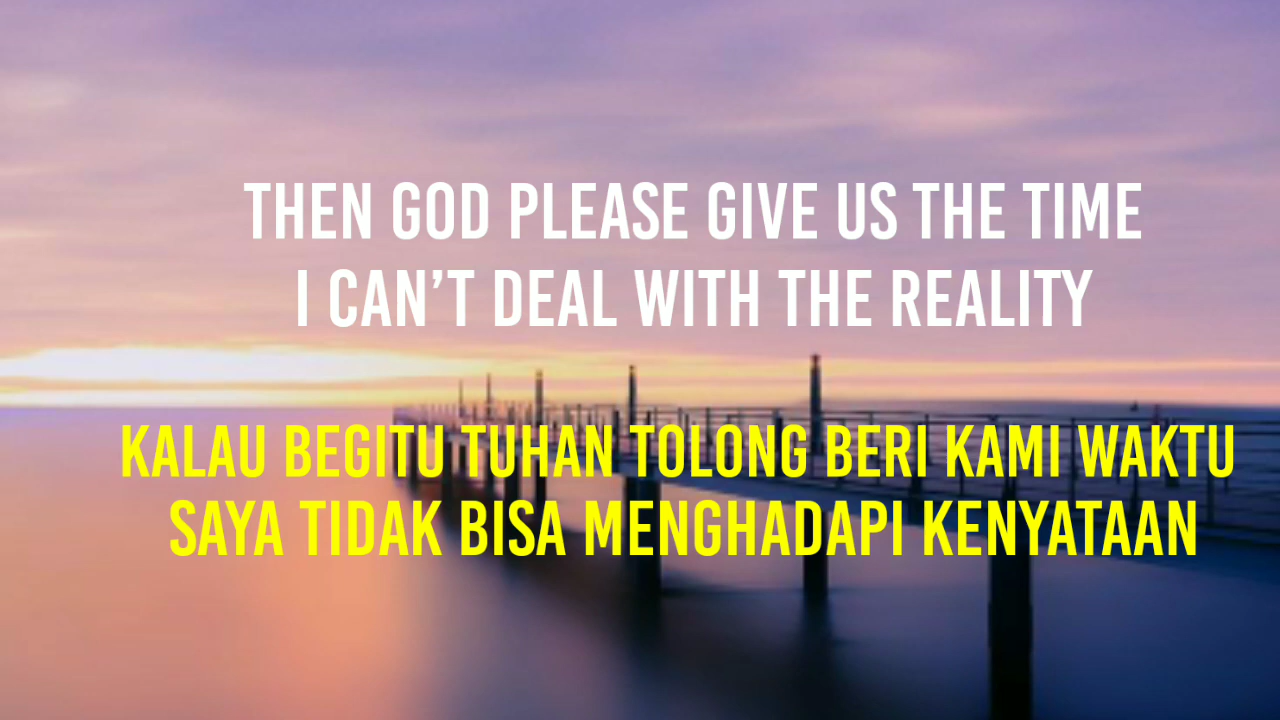 THEN GOD PLEASE GIVE US THE TIME
I CAN'T DEAL WITH THE REALITY
KALAU BEGITU TUHAN TOLONG BERI KAMI WAKTU
SAYA TIDAK BISA MENGHADAPI KENYATAAN